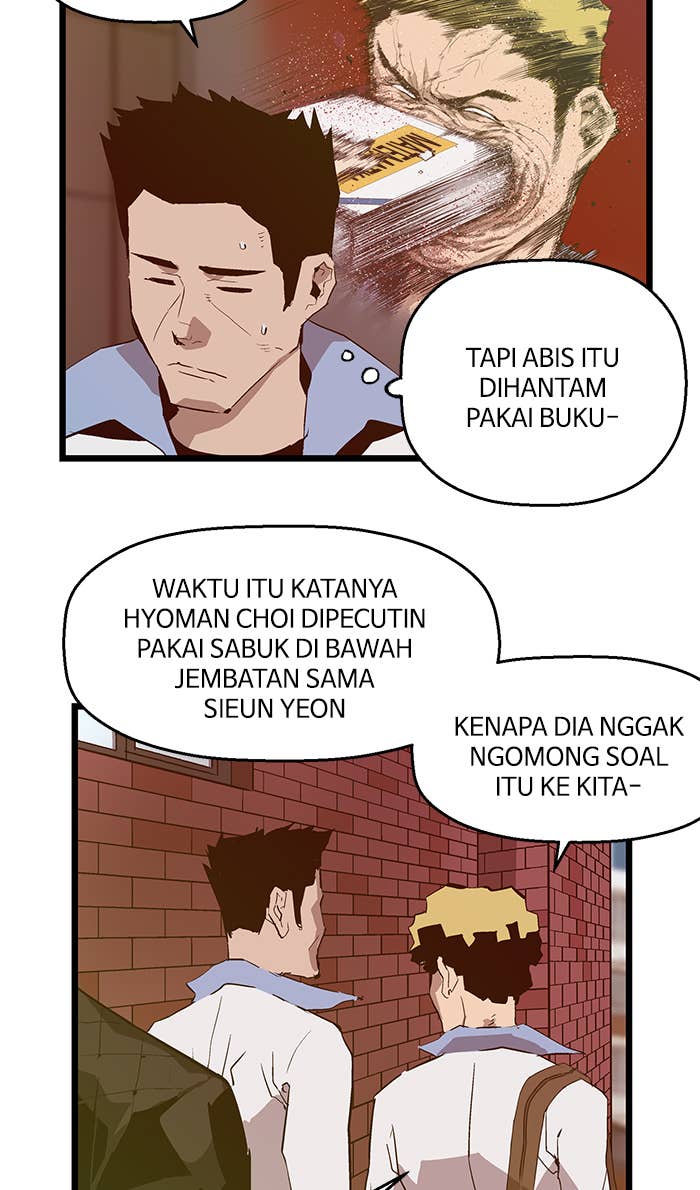 TAPI ABIS ITU
DIHANTAM
PAKAI BUKU-
WAKTU ITU KATANYA
HYOMAN CHOI DIPECUTIN
PAKAI SABUK DI BAWAH
JEMBATAN SAMA
SIEUN YEON
KENAPA DIA NGGAK
NGOMONG SOAL
ITU KE KITA-